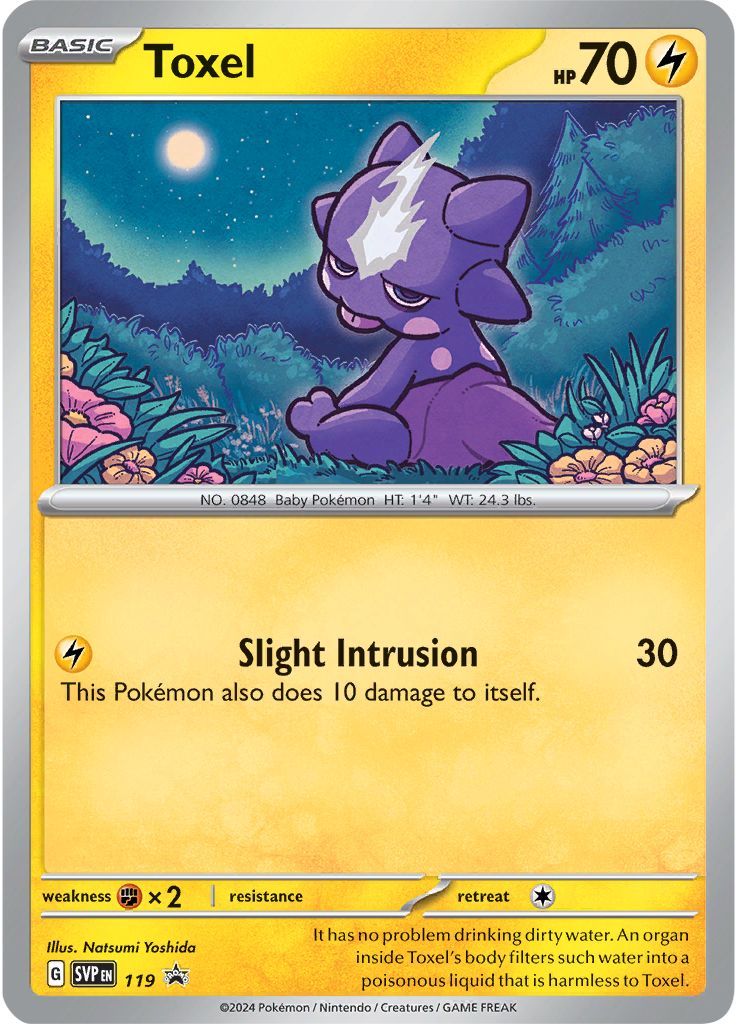 BASIC
Toxel
HP 70
NO. 0848 Baby Pokémon HT: 1'4" WT: 24.3 lbs.
Slight Intrusion 30
This Pokémon also does 10 damage to itself.
weakness ×2 resistance retreat
Illus. Natsumi Yoshida
It has no problem drinking dirty water. An organ
inside Toxel's body filters such water into a
poisonous liquid that is harmless to Toxel.
G SVP EN 119 PROMO
©2024 Pokémon / Nintendo / Creatures / GAME FREAK